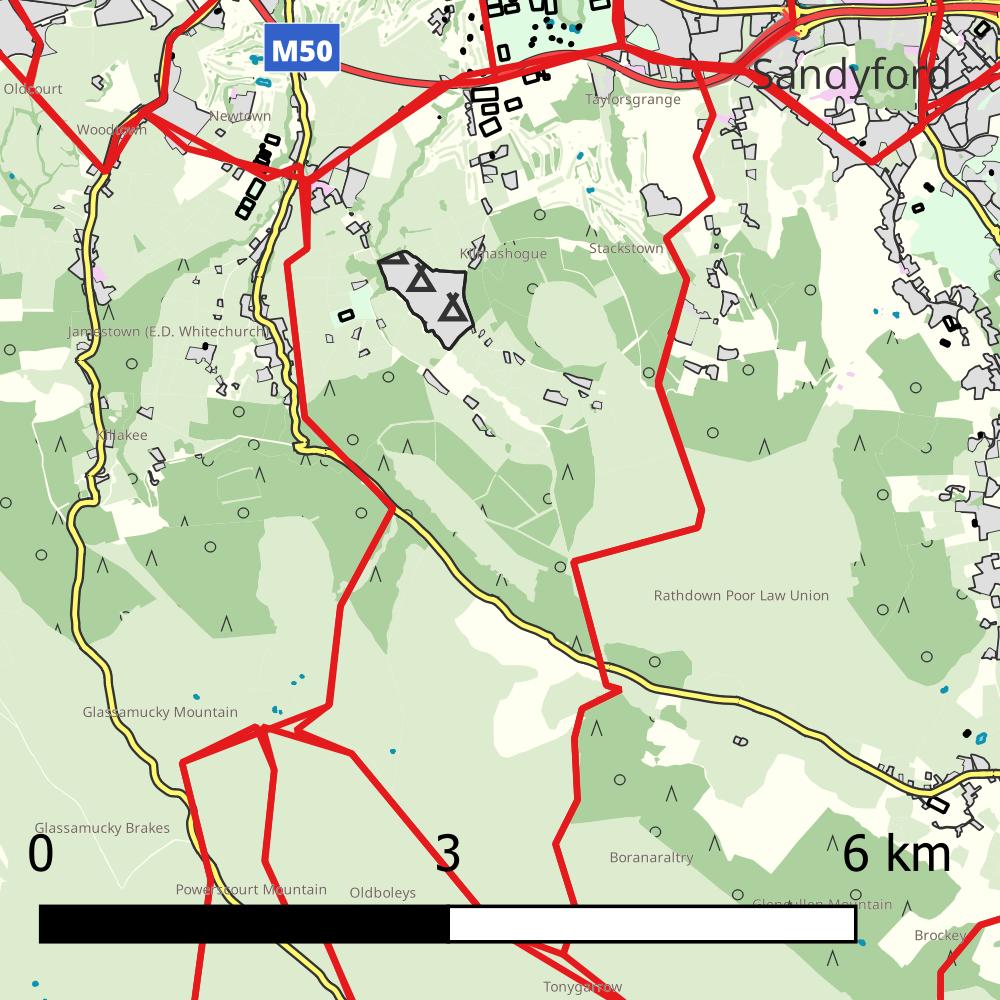 M50
Sandyford
Oldcourt
Taylorsgrange
Newtown
Woodtown
Stackstown
Kilmashogue
Jamestown (E.D. Whitechurch)
Killakee
Rathdown Poor Law Union
Glassamucky Mountain
Glassamucky Brakes
0 3 6 km
Boranaraltry
Powerscourt Mountain
Oldboleys
Glencullen Mountain
Brockey
Tonygarrow